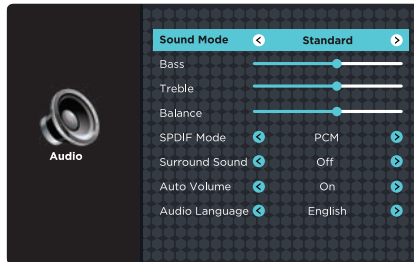 Audio
Sound Mode Standard
Bass
Treble
Balance
SPDIF Mode PCM
Surround Sound Off
Auto Volume On
Audio Language English